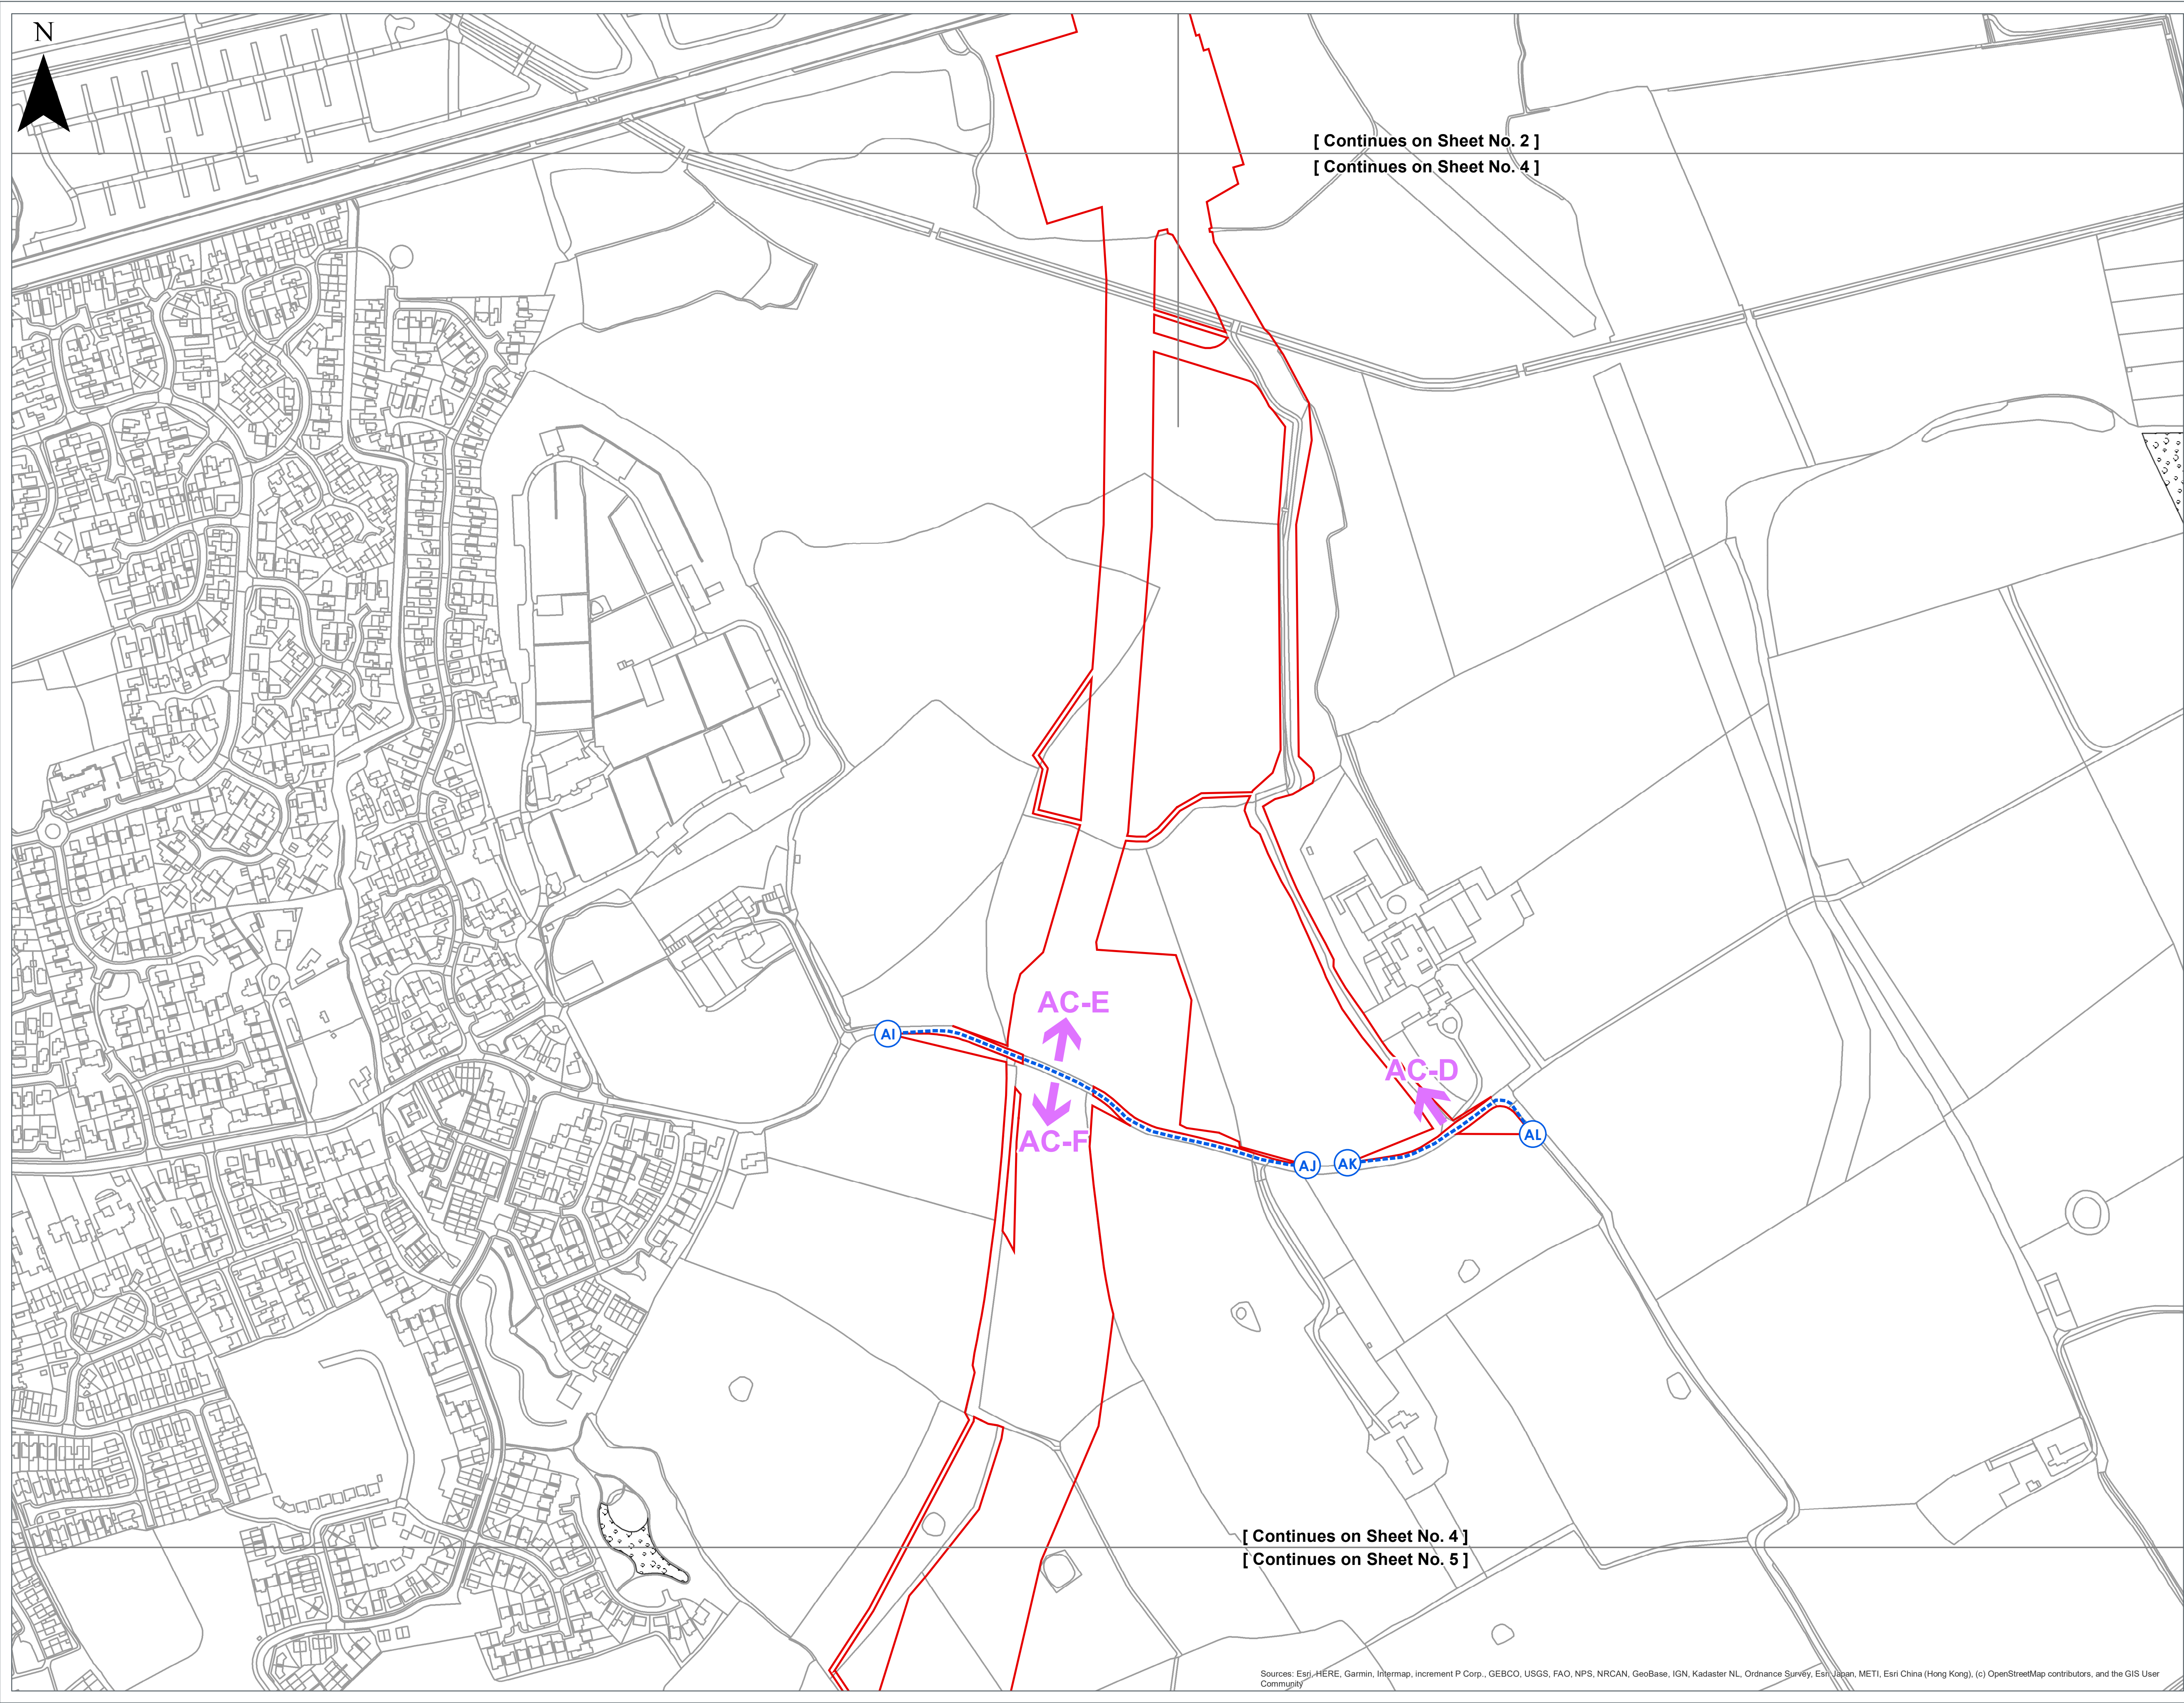 N
[ Continues on Sheet No. 2 ]
[ Continues on Sheet No. 4 ]
AC-E
AI
AC-D
AC-F
AL
AJ
AK
[ Continues on Sheet No. 4 ]
[ Continues on Sheet No. 5 ]
Sources: Esri, HERE, Garmin, Intermap, increment P Corp., GEBCO, USGS, FAO, NPS, NRCAN, GeoBase, IGN, Kadaster NL, Ordnance Survey, Esri Japan, METI, Esri China (Hong Kong), (c) OpenStreetMap contributors, and the GIS User
Community